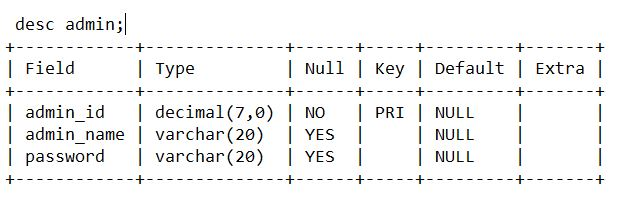 desc admin;
+----------+--------------+------+-----+---------+-------+
| Field | Type | Null | Key | Default | Extra |
+----------+--------------+------+-----+---------+-------+
| admin_id | decimal(7,0) | NO | PRI | NULL | |
| admin_name | varchar(20) | YES | | NULL | |
| password | varchar(20) | YES | | NULL | |
+----------+--------------+------+-----+---------+-------+